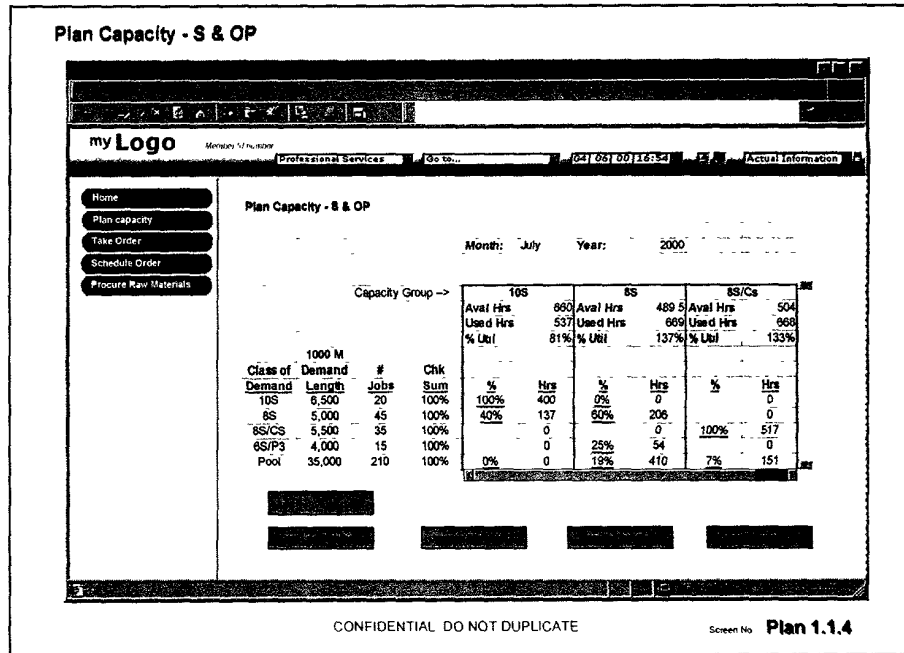 Plan Capacity - S & OP
my Logo
Member Id number
Professional Services Go to... 04| 06| 00|16:54 Actual Information
Home
Plan capacity
Take Order
Schedule Order
Procure Raw Materials
Plan Capacity - S & OP
Month: July Year: 2000
Capacity Group --> 10S 8S 8S/Cs
Aval Hrs 660 Aval Hrs 489 5 Aval Hrs 504
Used Hrs 537 Used Hrs 669 Used Hrs 668
% Util 81% % Util 137% % Util 133%
1000 M
Class of Demand # Chk
Demand Length Jobs Sum % Hrs % Hrs % Hrs
10S 6,500 20 100% 100% 400 0% 0 0
8S 5,000 45 100% 40% 137 60% 206 0
8S/CS 5,500 35 100% 0 0 100% 517
6S/P3 4,000 15 100% 0 25% 54 0
Pool 35,000 210 100% 0% 0 19% 410 7% 151
CONFIDENTIAL DO NOT DUPLICATE
Screen No Plan 1.1.4